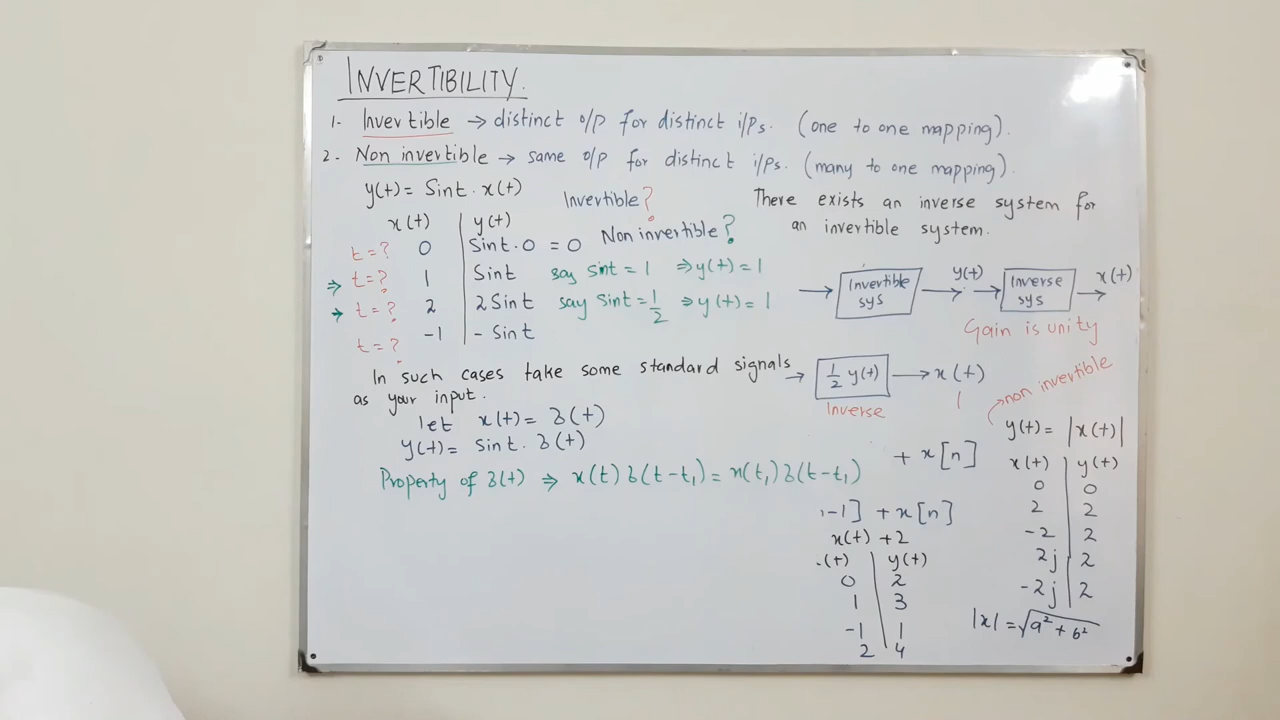 INVERTIBILITY.
1- Invertible → distinct o/p for distinct i/ps. (one to one mapping).
2- Non invertible → same o/p for distinct i/ps. (many to one mapping).
y(t) = Sint · x(t)
x(t) | y(t)
t=? 0 | Sint·0 = 0
⇒ t=? 1 | Sint say sint = 1 ⇒ y(t) = 1
→ t=? 2 | 2 Sint say Sint = 1/2 ⇒ y(t) = 1
t=? -1 | - Sint
Invertible?
Non invertible?
In such cases take some standard signals
as your input.
let x(t) = δ(t)
y(t) = Sint · δ(t)
Property of δ(t) ⇒ x(t) δ(t-t₁) = x(t₁) δ(t-t₁)
There exists an inverse system for
an invertible system.
→ Invertible sys → y(t) → Inverse sys → x(t)
Gain is unity
→ 1/2 y(t) → x(t)
Inverse
+ x[n]
-1] + x[n]
x(t) + 2
(t) | y(t)
0 | 2
1 | 3
-1 | 1
2 | 4
non invertible
y(t) = |x(t)|
x(t) | y(t)
0 | 0
2 | 2
-2 | 2
2j | 2
-2j | 2
|x| = √a² + b²